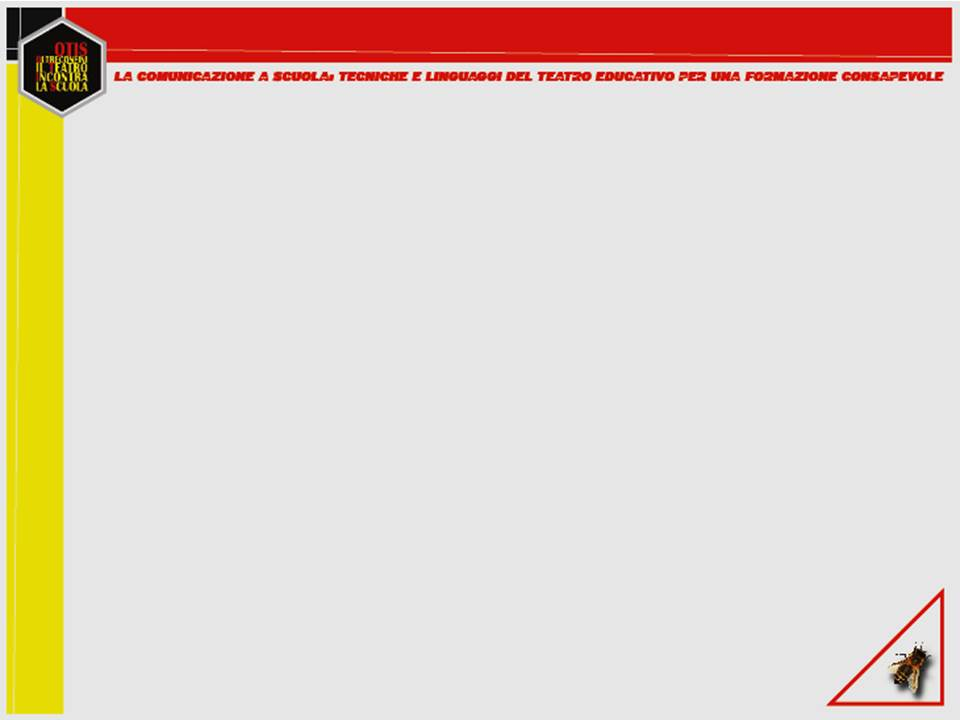 OTIS
OLTRECONFINI
IL TEATRO
INCONTRA
LA SCUOLA
LA COMUNICAZIONE A SCUOLA: TECNICHE E LINGUAGGI DEL TEATRO EDUCATIVO PER UNA FORMAZIONE CONSAPEVOLE